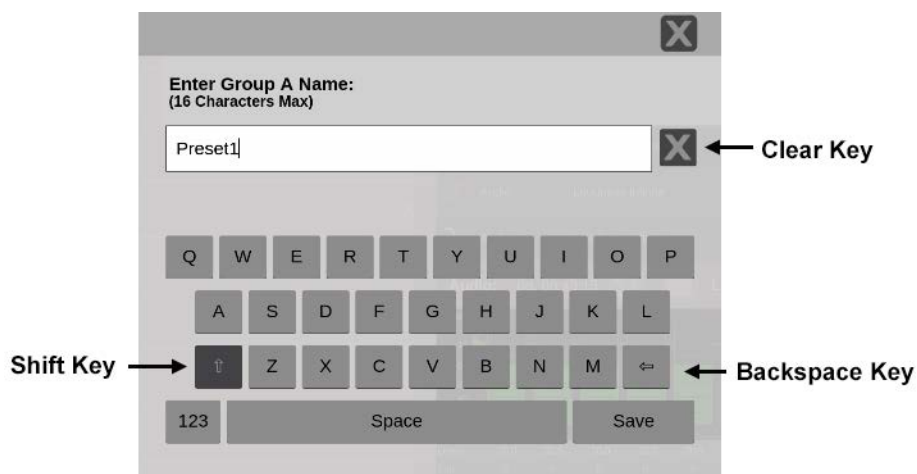 X
Enter Group A Name:
(16 Characters Max)
Preset1
X
Clear Key
Q W E R T Y U I O P
A S D F G H J K L
Shift Key
⇧ Z X C V B N M ⇦
Backspace Key
123 Space Save